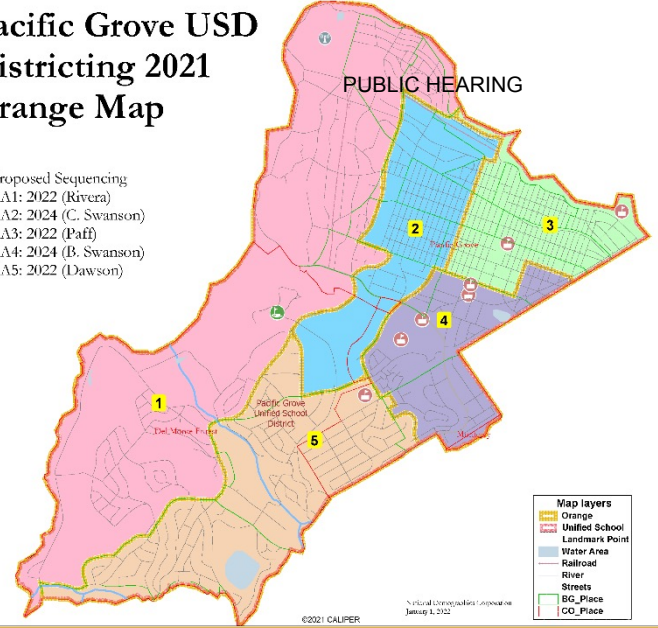 acific Grove USD
istricting 2021
range Map
PUBLIC HEARING
roposed Sequencing
A1: 2022 (Rivera)
A2: 2024 (C. Swanson)
A3: 2022 (Paff)
A4: 2024 (B. Swanson)
A5: 2022 (Dawson)
2
3
Pacific Grove
4
1
Del Monte Forest
Pacific Grove
Unified School
District
5
Map layers
Orange
Unified School
Landmark Point
Water Area
Railroad
River
Streets
BG_Place
CO_Place
National Demographics Corporation
January 1, 2022
©2021 CALIPER